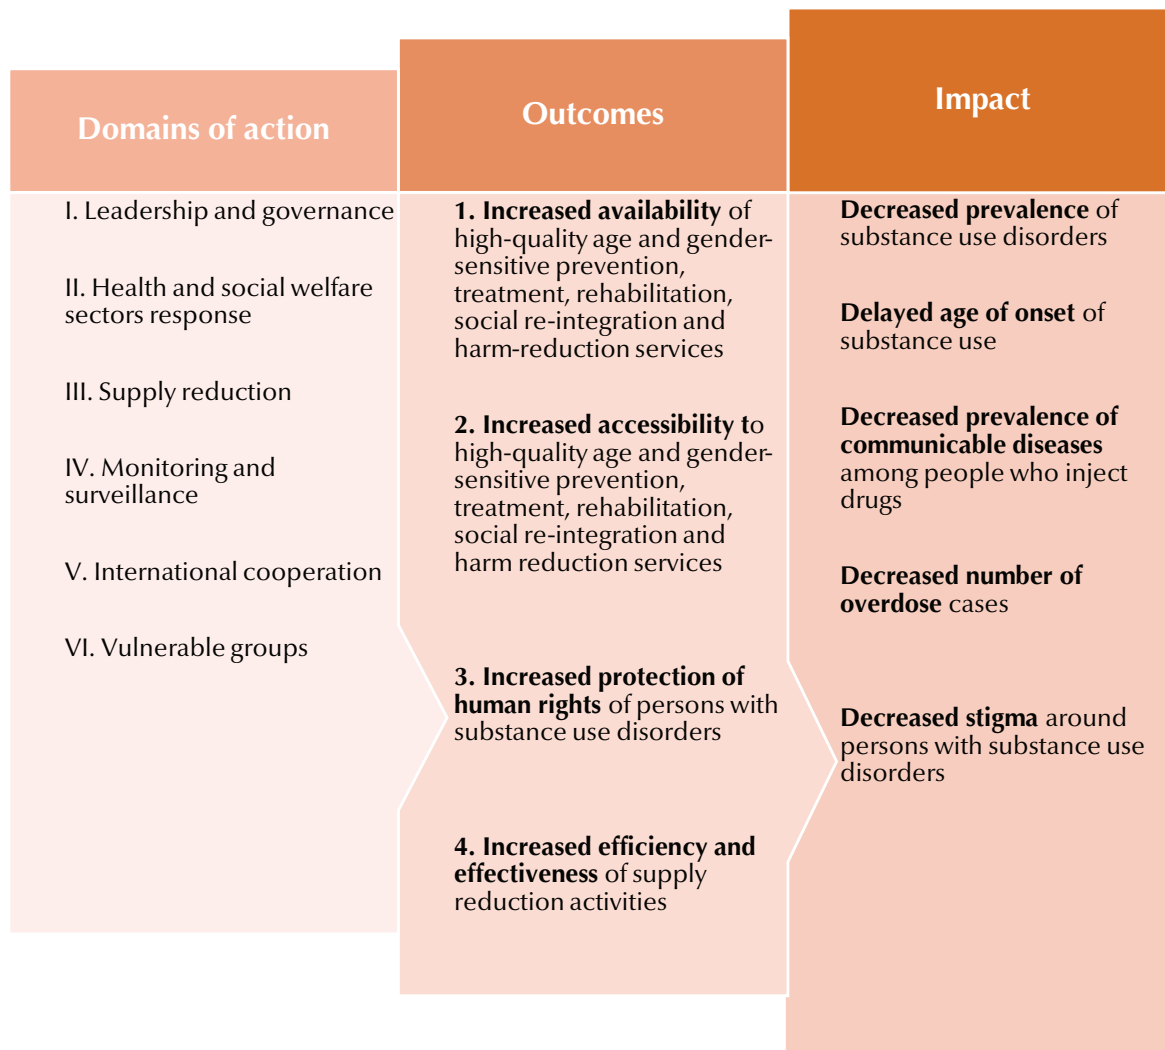 Domains of action
I. Leadership and governance
II. Health and social welfare
sectors response
III. Supply reduction
IV. Monitoring and
surveillance
V. International cooperation
VI. Vulnerable groups
Outcomes
1. Increased availability of
high-quality age and gender-
sensitive prevention,
treatment, rehabilitation,
social re-integration and
harm-reduction services
2. Increased accessibility to
high-quality age and gender-
sensitive prevention,
treatment, rehabilitation,
social re-integration and
harm reduction services
3. Increased protection of
human rights of persons with
substance use disorders
4. Increased efficiency and
effectiveness of supply
reduction activities
Impact
Decreased prevalence of
substance use disorders
Delayed age of onset of
substance use
Decreased prevalence of
communicable diseases
among people who inject
drugs
Decreased number of
overdose cases
Decreased stigma around
persons with substance use
disorders